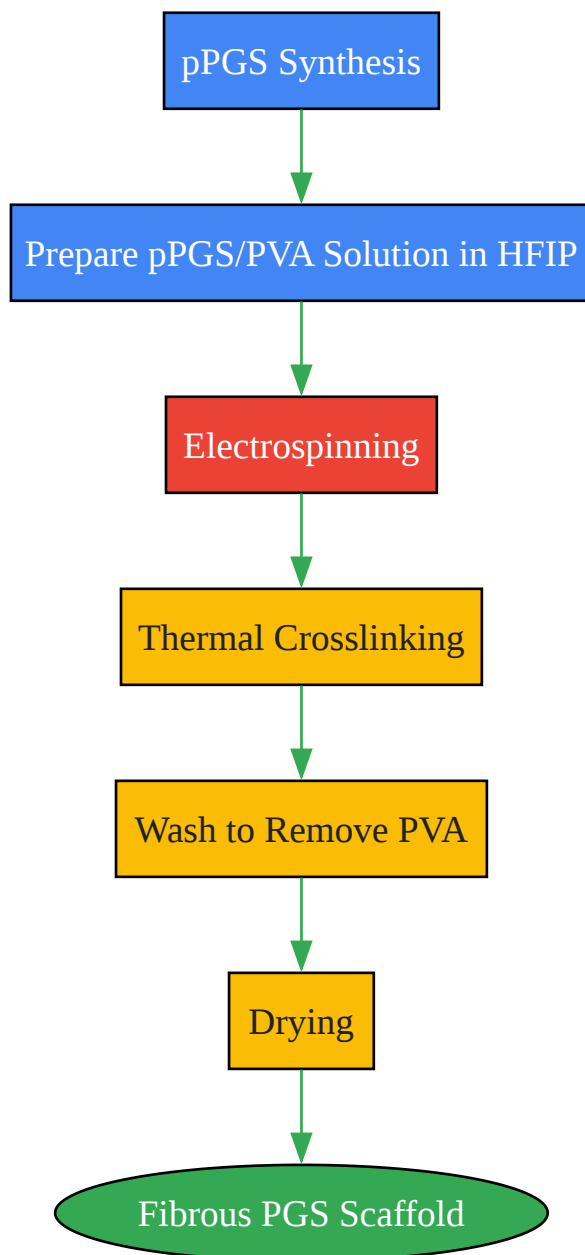 pPGS Synthesis
Prepare pPGS/PVA Solution in HFIP
Electrospinning
Thermal Crosslinking
Wash to Remove PVA
Drying
Fibrous PGS Scaffold